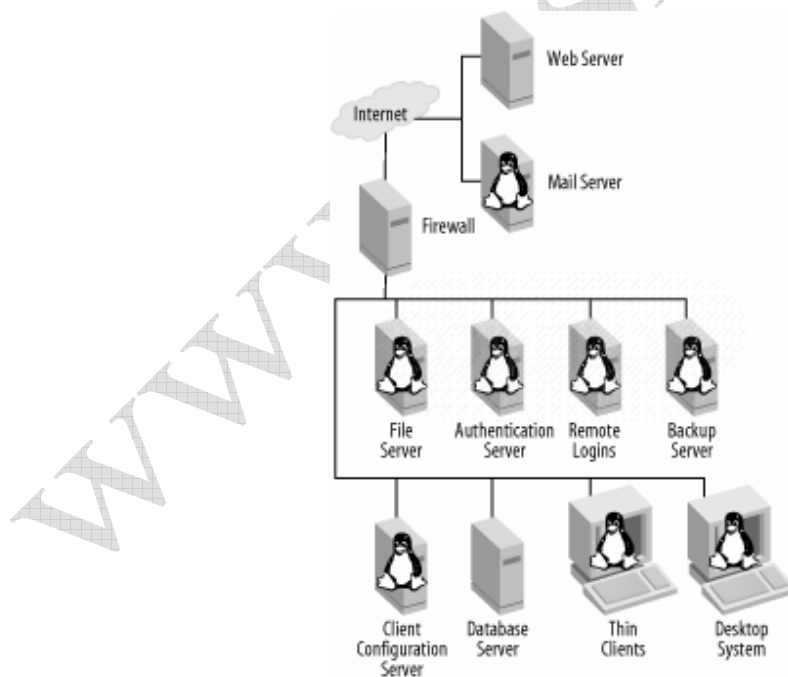 Web Server
Internet
Mail Server
Firewall
File
Server
Authentication
Server
Remote
Logins
Backup
Server
Client
Configuration
Server
Database
Server
Thin
Clients
Desktop
System
WWW